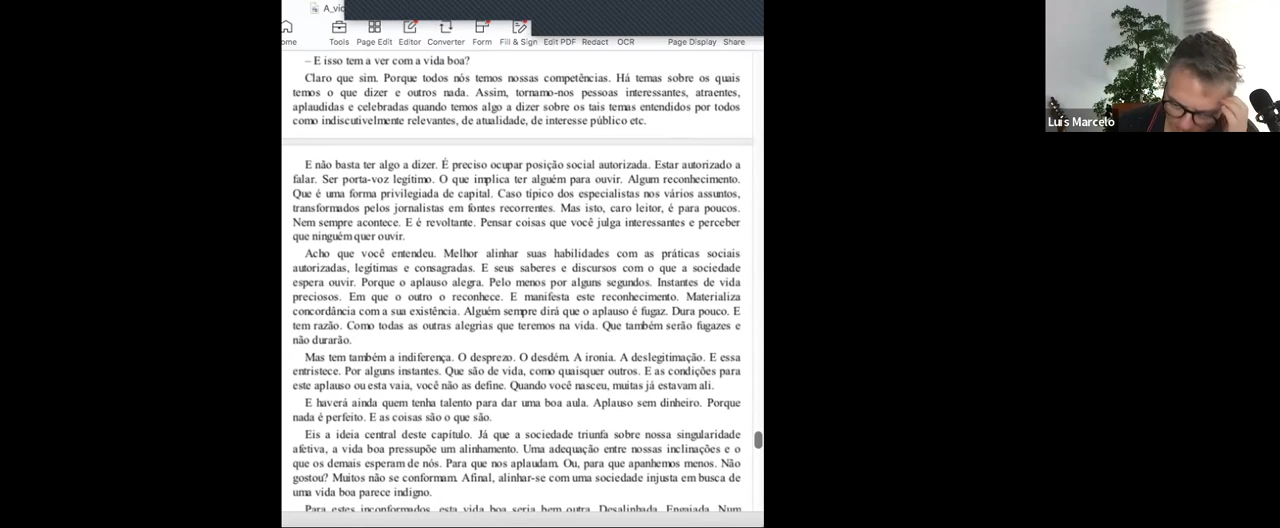 A_vi
ome
Tools Page Edit Editor Converter Form Fill & Sign Edit PDF Redact OCR Page Display Share
– E isso tem a ver com a vida boa?
Claro que sim. Porque todos nós temos nossas competências. Há temas sobre os quais
temos o que dizer e outros nada. Assim, tornamo-nos pessoas interessantes, atraentes,
aplaudidas e celebradas quando temos algo a dizer sobre os tais temas entendidos por todos
como indiscutivelmente relevantes, de atualidade, de interesse público etc.
E não basta ter algo a dizer. É preciso ocupar posição social autorizada. Estar autorizado a
falar. Ser porta-voz legítimo. O que implica ter alguém para ouvir. Algum reconhecimento.
Que é uma forma privilegiada de capital. Caso típico dos especialistas nos vários assuntos,
transformados pelos jornalistas em fontes recorrentes. Mas isto, caro leitor, é para poucos.
Nem sempre acontece. E é revoltante. Pensar coisas que você julga interessantes e perceber
que ninguém quer ouvir.
Acho que você entendeu. Melhor alinhar suas habilidades com as práticas sociais
autorizadas, legítimas e consagradas. E seus saberes e discursos com o que a sociedade
espera ouvir. Porque o aplauso alegra. Pelo menos por alguns segundos. Instantes de vida
preciosos. Em que o outro o reconhece. E manifesta este reconhecimento. Materializa
concordância com a sua existência. Alguém sempre dirá que o aplauso é fugaz. Dura pouco. E
tem razão. Como todas as outras alegrias que teremos na vida. Que também serão fugazes e
não durarão.
Mas tem também a indiferença. O desprezo. O desdém. A ironia. A deslegitimação. E essa
entristece. Por alguns instantes. Que são de vida, como quaisquer outros. E as condições para
este aplauso ou esta vaia, você não as define. Quando você nasceu, muitas já estavam ali.
E haverá ainda quem tenha talento para dar uma boa aula. Aplauso sem dinheiro. Porque
nada é perfeito. E as coisas são o que são.
Eis a ideia central deste capítulo. Já que a sociedade triunfa sobre nossa singularidade
afetiva, a vida boa pressupõe um alinhamento. Uma adequação entre nossas inclinações e o
que os demais esperam de nós. Para que nos aplaudam. Ou, para que apanhemos menos. Não
gostou? Muitos não se conformam. Afinal, alinhar-se com uma sociedade injusta em busca de
uma vida boa parece indigno.
Para estes inconformados, esta vida boa seria bem outra. Desalinhada. Engajada. Num
Luís Marcelo